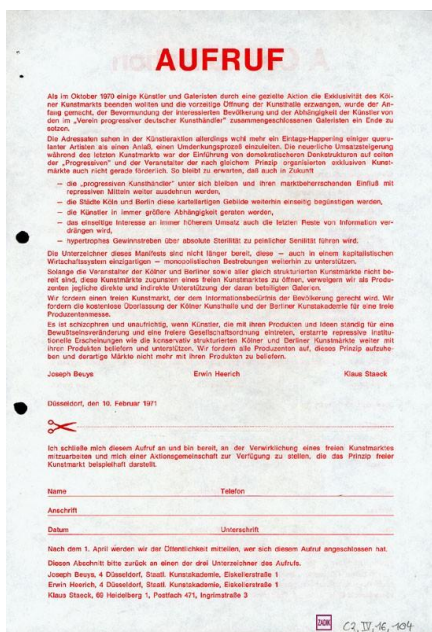 AUFRUF
Als im Oktober 1970 einige Künstler und Galeristen durch eine gezielte Aktion die Exklusivität des Köl-
ner Kunstmarkts beenden wollten und die vorzeitige Öffnung der Kunsthalle erzwangen, wurde der An-
fang gemacht, der Bevormundung der interessierten Bevölkerung und der Abhängigkeit der Künstler von
den im „Verein progressiver deutscher Kunsthändler" zusammengeschlossenen Galeristen ein Ende zu
setzen.
Die Adressaten sahen in der Künstleraktion allerdings wohl mehr ein Eintags-Happening einiger queru-
lanter Artisten als einen Anlaß, einen Umdenkungsprozeß einzuleiten. Die neuerliche Umsatzsteigerung
während des letzten Kunstmarkts war der Einführung von demokratischeren Denkstrukturen auf seiten
der „Progressiven" und der Veranstalter der nach gleichem Prinzip organisierten exklusiven Kunst-
märkte auch nicht gerade förderlich. So bleibt zu erwarten, daß auch in Zukunft
— die „progressiven Kunsthändler" unter sich bleiben und ihren marktbeherrschenden Einfluß mit
repressiven Mitteln weiter ausdehnen werden,
— die Städte Köln und Berlin diese kartellartigen Gebilde weiterhin einseitig begünstigen werden,
— die Künstler in immer größere Abhängigkeit geraten werden,
— das einseitige Interesse an immer höherem Umsatz auch die letzten Reste von Information ver-
drängen wird,
— hypertrophes Gewinnstreben über absolute Sterilität zu peinlicher Senilität führen wird.
Die Unterzeichner dieses Manifests sind nicht länger bereit, diese — auch in einem kapitalistischen
Wirtschaftssystem einzigartigen — monopolistischen Bestrebungen weiterhin zu unterstützen.
Solange die Veranstalter der Kölner und Berliner sowie aller gleich strukturierten Kunstmärkte nicht be-
reit sind, diese Kunstmärkte zugunsten eines freien Kunstmarktes zu öffnen, verweigern wir als Produ-
zenten jegliche direkte und indirekte Unterstützung der daran beteiligten Galerien.
Wir fordern einen freien Kunstmarkt, der dem Informationsbedürfnis der Bevölkerung gerecht wird. Wir
fordern die kostenlose Überlassung der Kölner Kunsthalle und der Berliner Kunstakademie für eine freie
Produzentenmesse.
Es ist schizophren und unaufrichtig, wenn Künstler, die mit ihren Produkten und Ideen ständig für eine
Bewußtseinsveränderung und eine freiere Gesellschaftsordnung eintreten, erstarrte repressive institu-
tionelle Erscheinungen wie die konservativ strukturierten Kölner und Berliner Kunstmärkte weiter mit
ihren Produkten beliefern und unterstützen. Wir fordern alle Produzenten auf, dieses Prinzip aufzuhe-
ben und derartige Märkte nicht mehr mit ihren Produkten zu beliefern.
Joseph Beuys Erwin Heerich Klaus Staeck
Düsseldorf, den 10. Februar 1971
Ich schließe mich diesem Aufruf an und bin bereit, an der Verwirklichung eines freien Kunstmarktes
mitzuarbeiten und mich einer Aktionsgemeinschaft zur Verfügung zu stellen, die das Prinzip freier
Kunstmarkt beispielhaft darstellt.
Name Telefon
Anschrift
Datum Unterschrift
Nach dem 1. April werden wir der Öffentlichkeit mitteilen, wer sich diesem Aufruf angeschlossen hat.
Diesen Abschnitt bitte zurück an einen der drei Unterzeichner des Aufrufs.
Joseph Beuys, 4 Düsseldorf, Staatl. Kunstakademie, Eiskellerstraße 1
Erwin Heerich, 4 Düsseldorf, Staatl. Kunstakademie, Eiskellerstraße 1
Klaus Staeck, 69 Heidelberg 1, Postfach 471, Ingrimstraße 3
ZADIK C2, IV, 16, 104